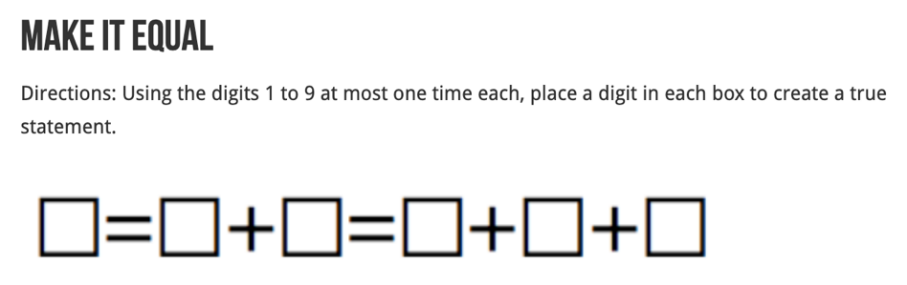 MAKE IT EQUAL
Directions: Using the digits 1 to 9 at most one time each, place a digit in each box to create a true
statement.
□=□+□=□+□+□